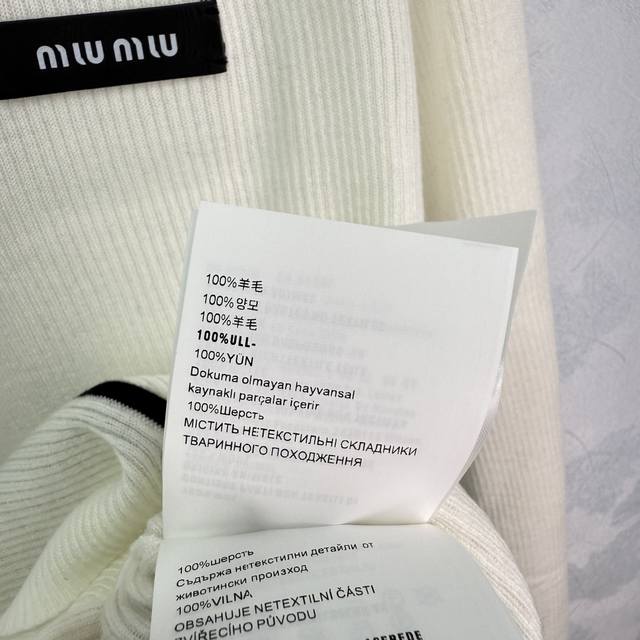 miu miu
100%羊毛
100%양모
100%羊毛
100%ULL-
100%YÜN
Dokuma olmayan hayvansal
kaynaklı parçalar içerir
100%Шерсть
МІСТИТЬ НЕТЕКСТИЛЬНІ СКЛАДНИКИ
ТВАРИННОГО ПОХОДЖЕННЯ
100%шерсть
Съдържа нетекстилни детайли от
животински произход
100%VILNA
OBSAHUJE NETEXTILNÍ ČÁSTI
ZVÍŘECÍHO PŮVODU